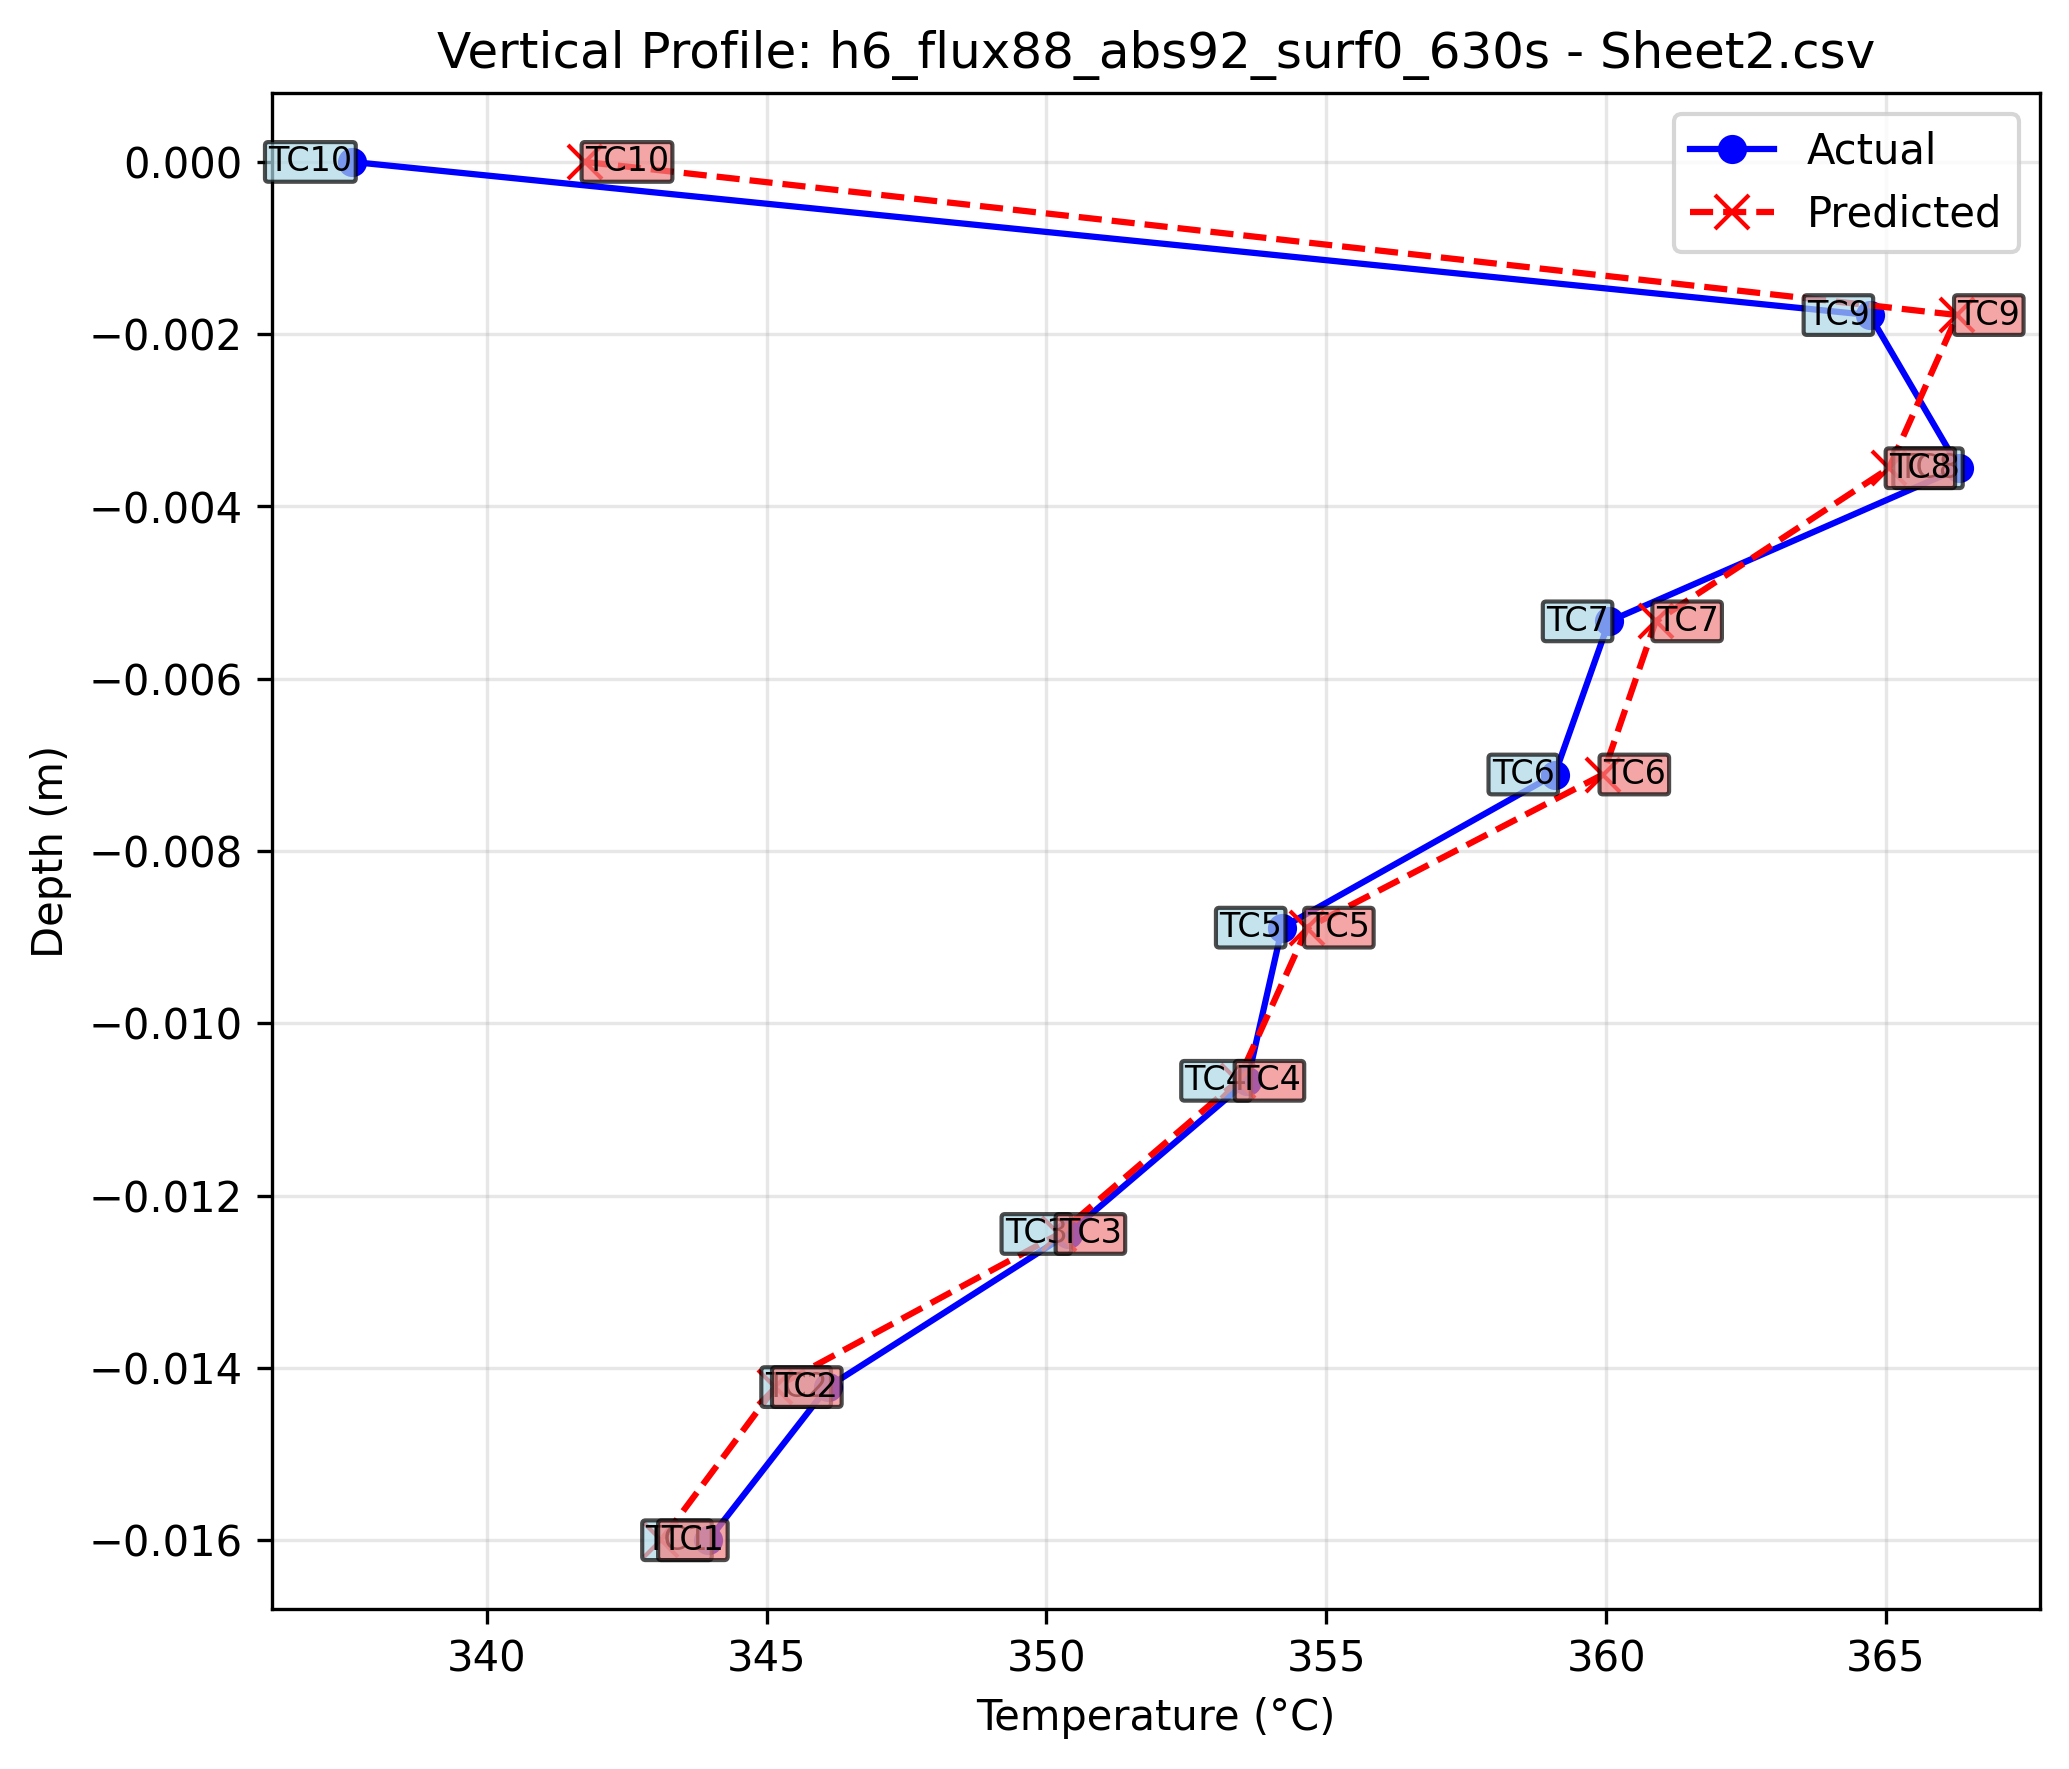 Vertical Profile: h6_flux88_abs92_surf0_630s - Sheet2.csv
Actual
Predicted
0.000
−0.002
−0.004
−0.006
−0.008
−0.010
−0.012
−0.014
−0.016
Depth (m)
TC10
TC10
TC9
TC9
TC8
TC7
TC7
TC6
TC6
TC5
TC5
TC4
TC4
TC3
TC3
TC2
TC1
340
345
350
355
360
365
Temperature (°C)